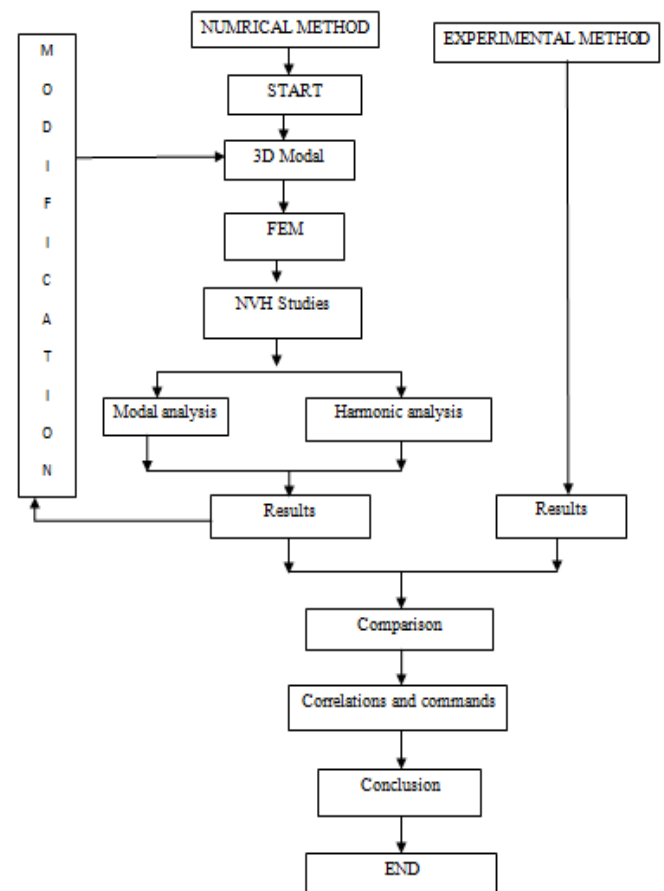 NUMRICAL METHOD
EXPERIMENTAL METHOD
MODIFICATION
START
3D Modal
FEM
NVH Studies
Modal analysis
Harmonic analysis
Results
Results
Comparison
Correlations and commands
Conclusion
END